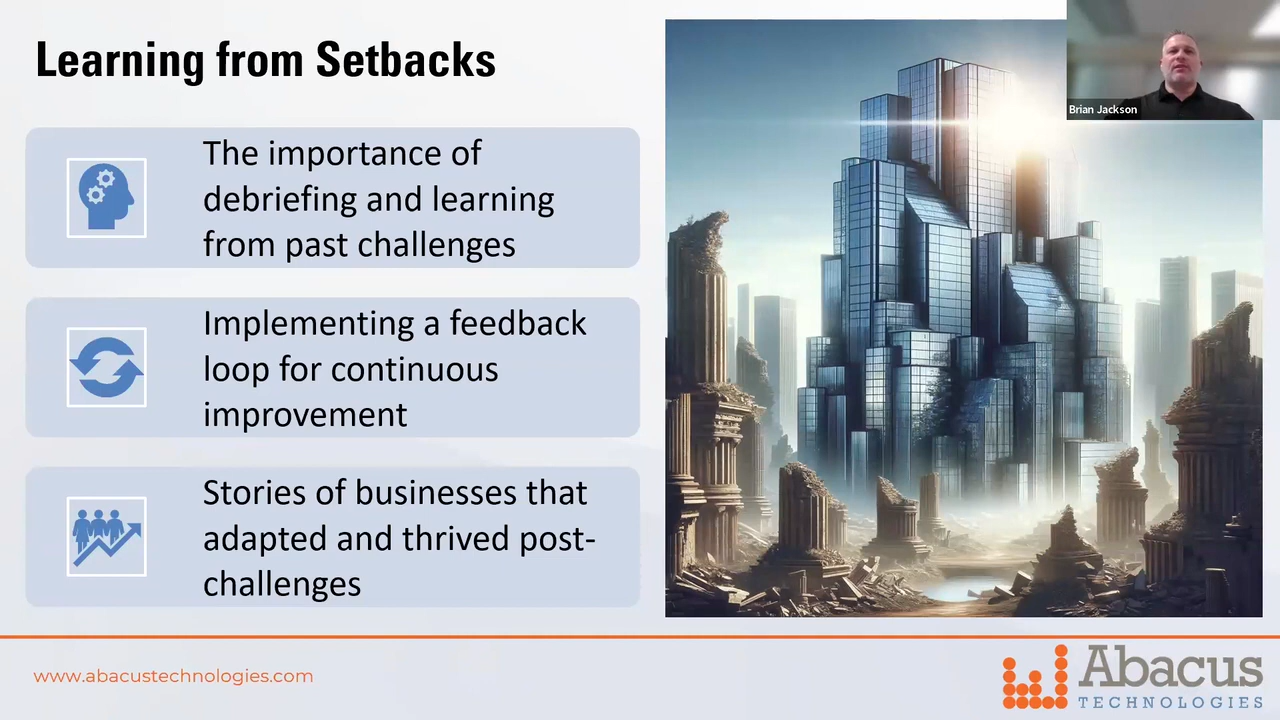 Learning from Setbacks
Brian Jackson
The importance of
debriefing and learning
from past challenges
Implementing a feedback
loop for continuous
improvement
Stories of businesses that
adapted and thrived post-
challenges
www.abacustechnologies.com
Abacus
TECHNOLOGIES